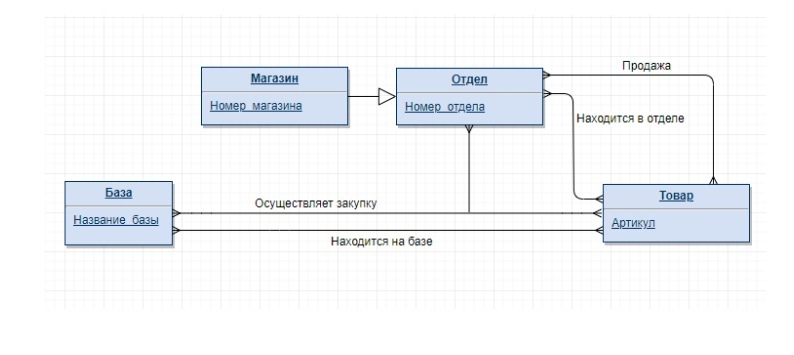 Продажа
Магазин
Номер_магазина
Отдел
Номер_отдела
Находится в отделе
База
Название_базы
Осуществляет закупку
Товар
Артикул
Находится на базе